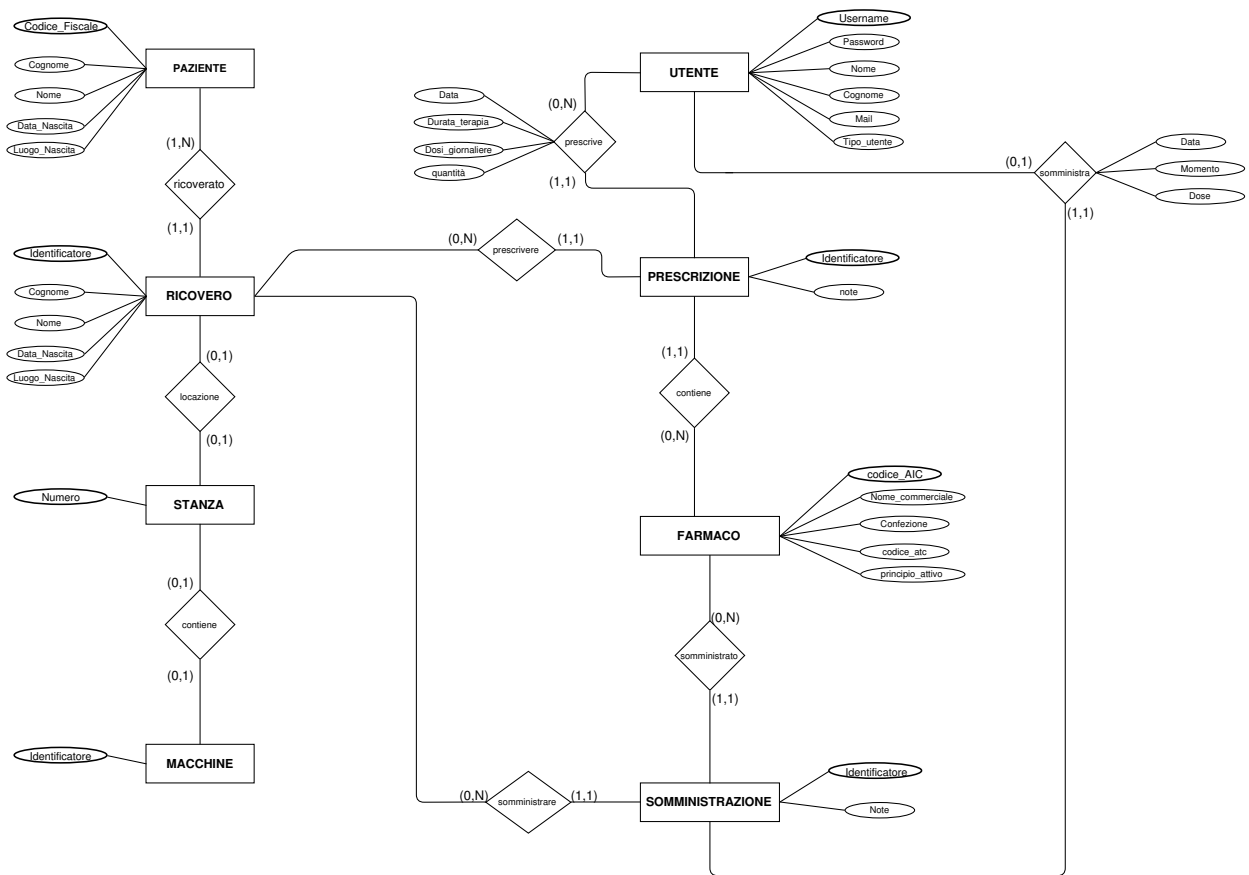 Codice_Fiscale
Cognome
Nome
Data_Nascita
Luogo_Nascita
PAZIENTE
(1,N)
ricoverato
(1,1)
Identificatore
Cognome
Nome
Data_Nascita
Luogo_Nascita
RICOVERO
(0,1)
locazione
(0,1)
Numero
STANZA
(0,1)
contiene
(0,1)
Identificatore
MACCHINE
UTENTE
Username
Password
Nome
Cognome
Mail
Tipo_utente
(0,N)
Data
Durata_terapia
Dosi_giornaliere
quantità
prescrive
(1,1)
(0,1)
somministra
(1,1)
Data
Momento
Dose
(0,N)
prescrivere
(1,1)
PRESCRIZIONE
Identificatore
note
(1,1)
contiene
(0,N)
FARMACO
codice_AIC
Nome_commerciale
Confezione
codice_atc
principio_attivo
(0,N)
somministrato
(1,1)
(0,N)
somministrare
(1,1)
SOMMINISTRAZIONE
Identificatore
Note